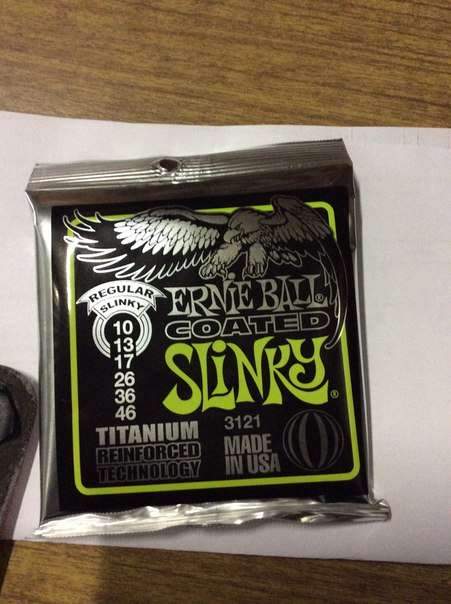 REGULAR
SLINKY
10
13
17
26
36
46
ERNIE BALL®
COATED
SLINKY®
3121
TITANIUM
REINFORCED
TECHNOLOGY
MADE
IN USA